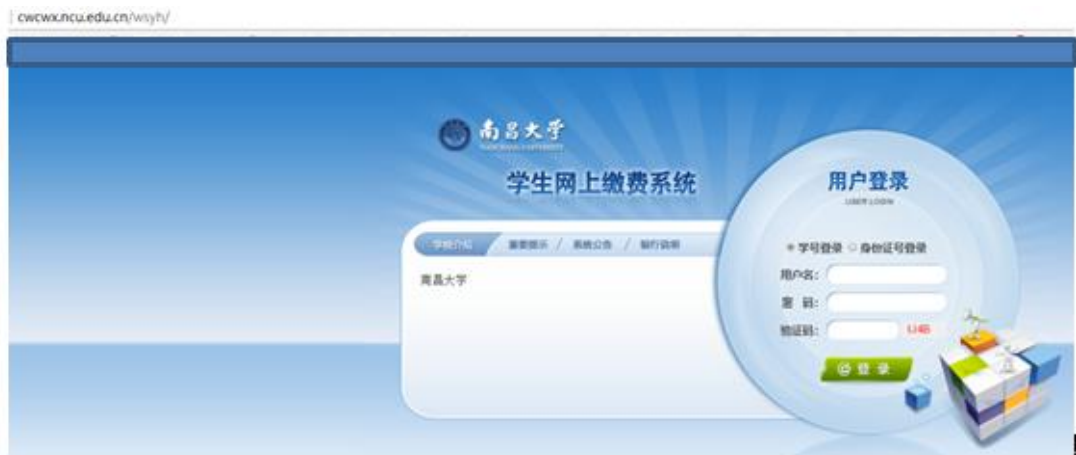 cwcwx.ncu.edu.cn/wsyh/
南昌大学
学生网上缴费系统
用户登录
USER LOGIN
学校介绍 / 重要提示 / 系统公告 / 银行说明
南昌大学
学号登录 身份证号登录
用户名:
密 码:
验证码:
@ 登 录